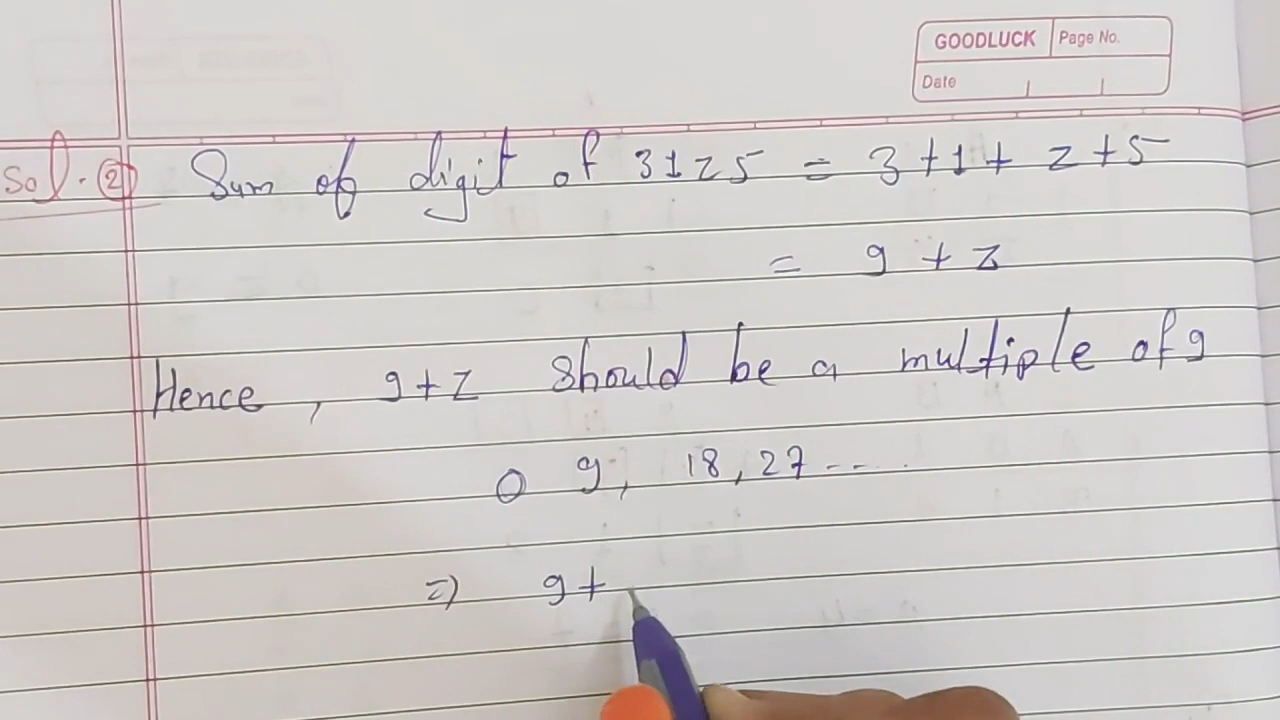 GOODLUCK Page No.
Date
Sol. (2) Sum of digit of 31z5 = 3+1+z+5
= 9 + z
Hence, 9+z should be a multiple of 9
0 9, 18, 27 -- .
=) 9+